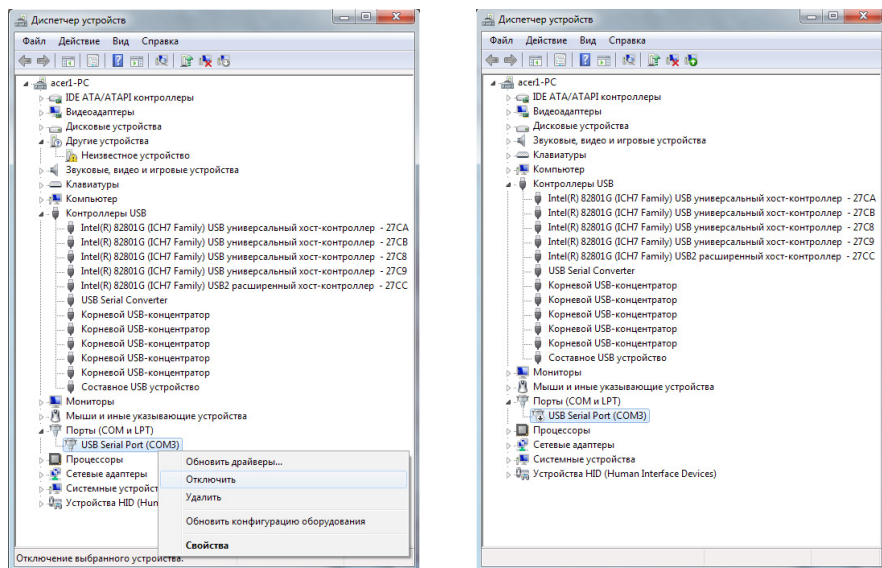 Диспетчер устройств
Файл Действие Вид Справка
acer1-PC
IDE ATA/ATAPI контроллеры
Видеоадаптеры
Дисковые устройства
Другие устройства
Неизвестное устройство
Звуковые, видео и игровые устройства
Клавиатуры
Компьютер
Контроллеры USB
Intel(R) 82801G (ICH7 Family) USB универсальный хост-контроллер - 27CA
Intel(R) 82801G (ICH7 Family) USB универсальный хост-контроллер - 27CB
Intel(R) 82801G (ICH7 Family) USB универсальный хост-контроллер - 27C8
Intel(R) 82801G (ICH7 Family) USB универсальный хост-контроллер - 27C9
Intel(R) 82801G (ICH7 Family) USB2 расширенный хост-контроллер - 27CC
USB Serial Converter
Корневой USB-концентратор
Корневой USB-концентратор
Корневой USB-концентратор
Корневой USB-концентратор
Корневой USB-концентратор
Составное USB устройство
Мониторы
Мыши и иные указывающие устройства
Порты (COM и LPT)
USB Serial Port (COM3)
Процессоры
Сетевые адаптеры
Системные устройст
Устройства HID (Hun
Обновить драйверы...
Отключить
Удалить
Обновить конфигурацию оборудования
Свойства
Отключение выбранного устройства.
Диспетчер устройств
Файл Действие Вид Справка
acer1-PC
IDE ATA/ATAPI контроллеры
Видеоадаптеры
Дисковые устройства
Звуковые, видео и игровые устройства
Клавиатуры
Компьютер
Контроллеры USB
Intel(R) 82801G (ICH7 Family) USB универсальный хост-контроллер - 27CA
Intel(R) 82801G (ICH7 Family) USB универсальный хост-контроллер - 27CB
Intel(R) 82801G (ICH7 Family) USB универсальный хост-контроллер - 27C8
Intel(R) 82801G (ICH7 Family) USB универсальный хост-контроллер - 27C9
Intel(R) 82801G (ICH7 Family) USB2 расширенный хост-контроллер - 27CC
USB Serial Converter
Корневой USB-концентратор
Корневой USB-концентратор
Корневой USB-концентратор
Корневой USB-концентратор
Корневой USB-концентратор
Составное USB устройство
Мониторы
Мыши и иные указывающие устройства
Порты (COM и LPT)
USB Serial Port (COM3)
Процессоры
Сетевые адаптеры
Системные устройства
Устройства HID (Human Interface Devices)